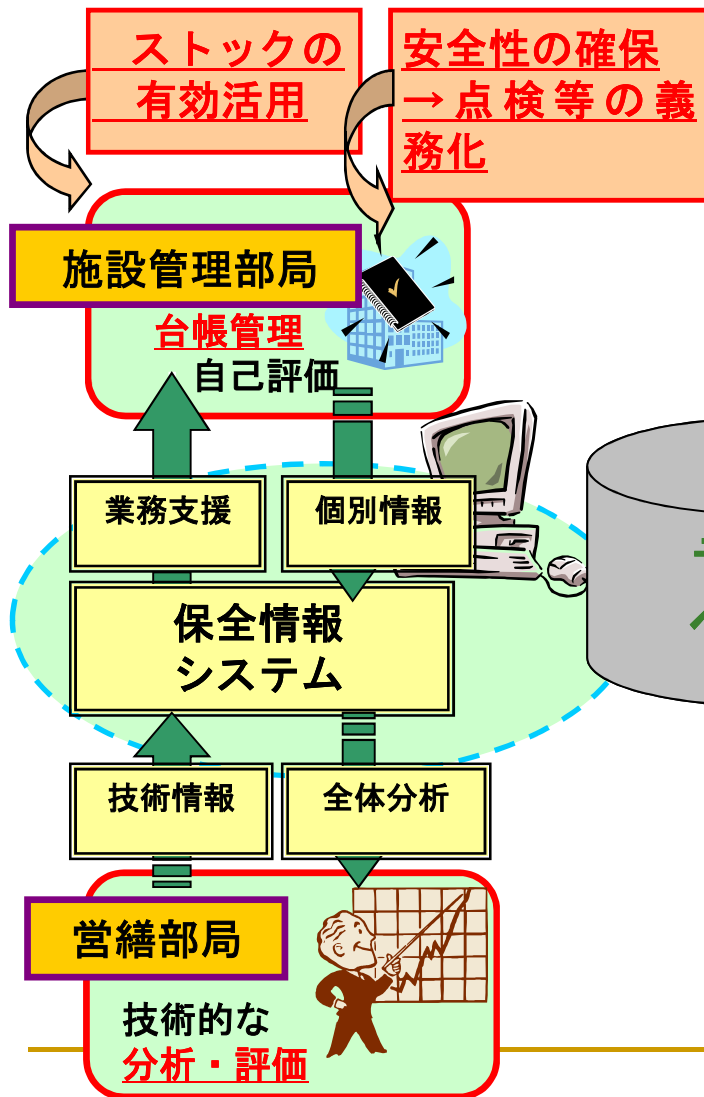 ストックの
有効活用
安全性の確保
→点検等の義
務化
施設管理部局
台帳管理
自己評価
業務支援
個別情報
保全情報
システム
技術情報
全体分析
営繕部局
技術的な
分析・評価